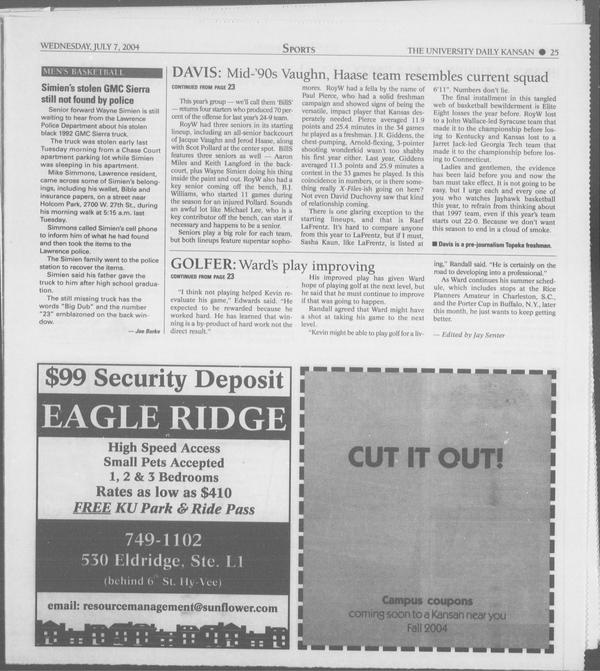 WEDNESDAY, JULY 7, 2004
SPORTS
THE UNIVERSITY DAILY KANSAN ● 25
MEN'S BASKETBALL
Simien's stolen GMC Sierra
still not found by police
Senior forward Wayne Simien is still
waiting to hear from the Lawrence
Police Department about his stolen
black 1992 GMC Sierra truck.
The truck was stolen early last
Tuesday morning from a Chase Court
apartment parking lot while Simien
was sleeping in his apartment.
Mike Simmons, Lawrence resident,
came across some of Simien's belong-
ings, including his wallet, Bible and
insurance papers, on a street near
Holcom Park, 2700 W. 27th St., during
his morning walk at 5:15 a.m. last
Tuesday.
Simmons called Simien's cell phone
to inform him of what he had found
and then took the items to the
Lawrence police.
The Simien family went to the police
station to recover the items.
Simien said his father gave the
truck to him after high school gradua-
tion.
The still missing truck has the
words "Big Dub" and the number
"23" emblazoned on the back win-
dow.
— Joe Burke
DAVIS: Mid-'90s Vaughn, Haase team resembles current squad
CONTINUED FROM PAGE 23
This year's group — we'll call them 'BillS'
— returns four starters who produced 70 per-
cent of the offense for last year's 24-9 team.
RoyW had three seniors in its starting
lineup, including an all-senior backcourt
of Jacque Vaughn and Jerod Haase, along
with Scot Pollard at the center spot. BillS
features three seniors as well — Aaron
Miles and Keith Langford in the back-
court, plus Wayne Simien doing his thing
inside the paint and out. RoyW also had a
key senior coming off the bench, B.J.
Williams, who started 11 games during
the season for an injured Pollard. Sounds
an awful lot like Michael Lee, who is a
key contributor off the bench, can start if
necessary and happens to be a senior.
Seniors play a big role for each team,
but both lineups feature superstar sopho-
mores. RoyW had a fella by the name of
Paul Pierce, who had a solid freshman
campaign and showed signs of being the
versatile, impact player that Kansas des-
perately needed. Pierce averaged 11.9
points and 25.4 minutes in the 34 games
he played as a freshman. J.R. Giddens, the
chest-pumping, Arnold-flexing, 3-pointer
shooting wonderkid wasn't too shabby
his first year either. Last year, Giddens
averaged 11.3 points and 25.9 minutes a
contest in the 33 games he played. Is this
coincidence in numbers, or is there some-
thing really X-Files-ish going on here?
Not even David Duchovny saw that kind
of relationship coming.
There is one glaring exception to the
starting lineups, and that is Raef
LaFrentz. It's hard to compare anyone
from this year to LaFrentz, but if I must,
Sasha Kaun, like LaFrentz, is listed at
6'11". Numbers don't lie.
The final installment in this tangled
web of basketball bewilderment is Elite
Eight losses the year before. RoyW lost
to a John Wallace-led Syracuse team that
made it to the championship before los-
ing to Kentucky and Kansas lost to a
Jarret Jack-led Georgia Tech team that
made it to the championship before los-
ing to Connecticut.
Ladies and gentlemen, the evidence
has been laid before you and now the
ban must take effect. It is not going to be
easy, but I urge each and every one of
you who watches Jayhawk basketball
this year, to refrain from thinking about
that 1997 team, even if this year's team
starts out 22-0. Because we don't want
this season to end in a cloud of smoke.
■ Davis is a pre-journalism Topeka freshman.
GOLFER: Ward's play improving
CONTINUED FROM PAGE 23
"I think not playing helped Kevin re-
evaluate his game," Edwards said. "He
expected to be rewarded because he
worked hard. He has learned that win-
ning is a by-product of hard work not the
direct result."
His improved play has given Ward
hope of playing golf at the next level, but
he said that he must continue to improve
if that was going to happen.
Randall agreed that Ward might have
a shot at taking his game to the next
level.
"Kevin might be able to play golf for a liv-
ing," Randall said. "He is certainly on the
road to developing into a professional."
As Ward continues his summer sched-
ule, which includes stops at the Rice
Planters Amateur in Charleston, S.C.,
and the Porter Cup in Buffalo, N.Y., later
this month, he just wants to keep getting
better.
— Edited by Jay Senter
$99 Security Deposit
EAGLE RIDGE
High Speed Access
Small Pets Accepted
1, 2 & 3 Bedrooms
Rates as low as $410
FREE KU Park & Ride Pass
749-1102
530 Eldridge, Ste. L1
(behind 6th St. Hy-Vee)
email: resourcemanagement@sunflower.com
CUT IT OUT!
Campus coupons
coming soon to a Kansan near you
Fall 2004